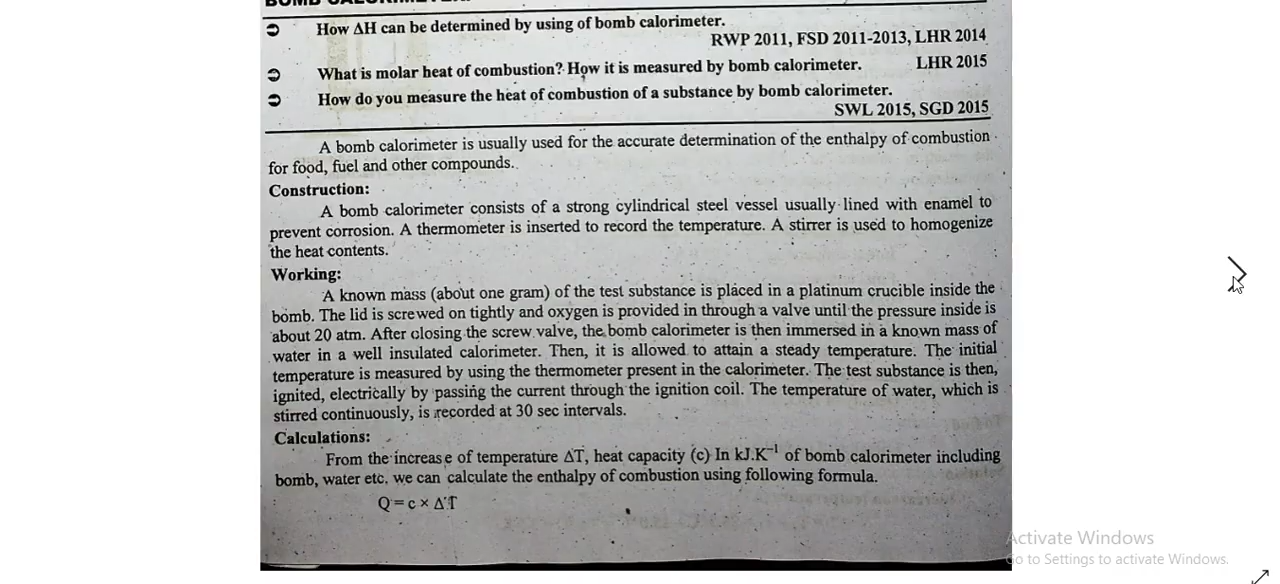 BOMB CALORIMETER
How ΔH can be determined by using of bomb calorimeter.
RWP 2011, FSD 2011-2013, LHR 2014
What is molar heat of combustion? How it is measured by bomb calorimeter. LHR 2015
How do you measure the heat of combustion of a substance by bomb calorimeter.
SWL 2015, SGD 2015
A bomb calorimeter is usually used for the accurate determination of the enthalpy of combustion
for food, fuel and other compounds.
Construction:
A bomb calorimeter consists of a strong cylindrical steel vessel usually lined with enamel to
prevent corrosion. A thermometer is inserted to record the temperature. A stirrer is used to homogenize
the heat contents.
Working:
A known mass (about one gram) of the test substance is placed in a platinum crucible inside the
bomb. The lid is screwed on tightly and oxygen is provided in through a valve until the pressure inside is
about 20 atm. After closing the screw valve, the bomb calorimeter is then immersed in a known mass of
water in a well insulated calorimeter. Then, it is allowed to attain a steady temperature. The initial
temperature is measured by using the thermometer present in the calorimeter. The test substance is then,
ignited, electrically by passing the current through the ignition coil. The temperature of water, which is
stirred continuously, is recorded at 30 sec intervals.
Calculations:
From the increase of temperature ΔT, heat capacity (c) In kJ.K⁻¹ of bomb calorimeter including
bomb, water etc. we can calculate the enthalpy of combustion using following formula.
Q = c × ΔT
Activate Windows
Go to Settings to activate Windows.